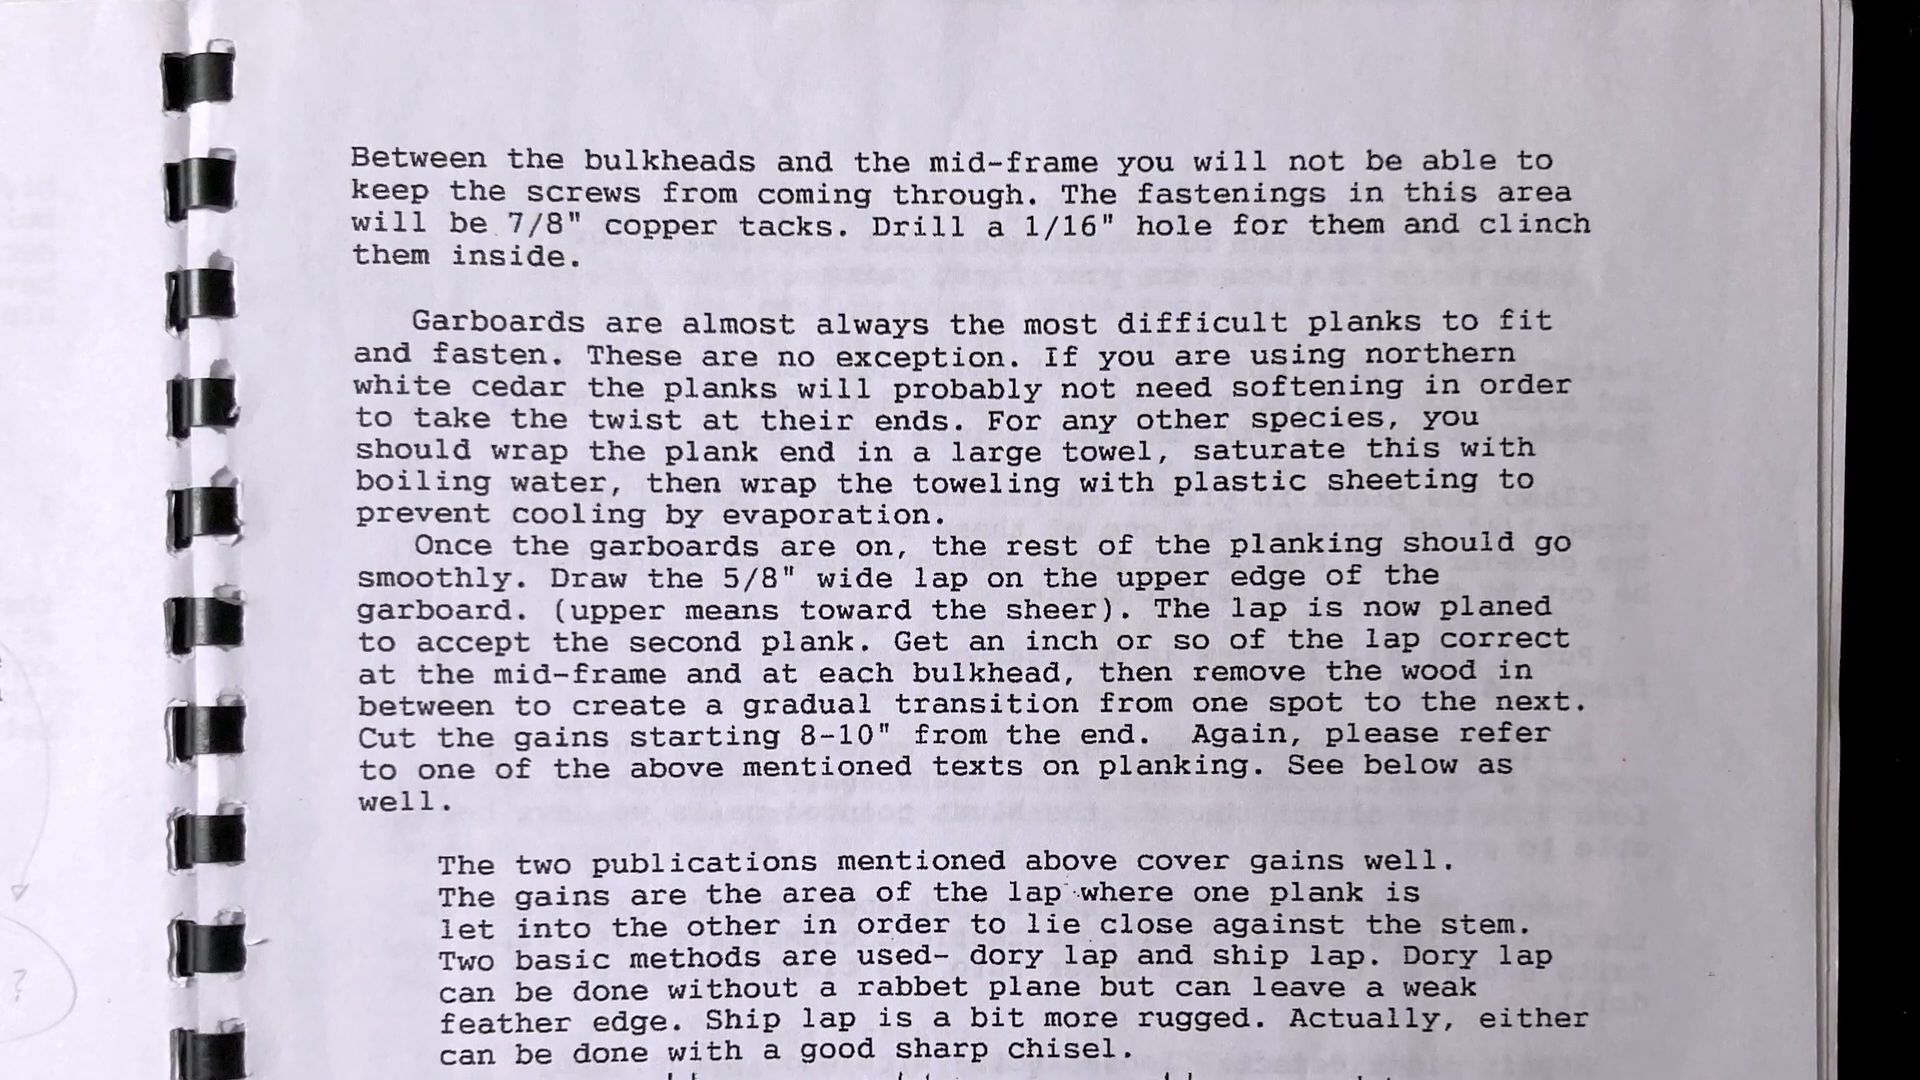 Between the bulkheads and the mid-frame you will not be able to
keep the screws from coming through. The fastenings in this area
will be 7/8" copper tacks. Drill a 1/16" hole for them and clinch
them inside.
Garboards are almost always the most difficult planks to fit
and fasten. These are no exception. If you are using northern
white cedar the planks will probably not need softening in order
to take the twist at their ends. For any other species, you
should wrap the plank end in a large towel, saturate this with
boiling water, then wrap the toweling with plastic sheeting to
prevent cooling by evaporation.
Once the garboards are on, the rest of the planking should go
smoothly. Draw the 5/8" wide lap on the upper edge of the
garboard. (upper means toward the sheer). The lap is now planed
to accept the second plank. Get an inch or so of the lap correct
at the mid-frame and at each bulkhead, then remove the wood in
between to create a gradual transition from one spot to the next.
Cut the gains starting 8-10" from the end. Again, please refer
to one of the above mentioned texts on planking. See below as
well.
The two publications mentioned above cover gains well.
The gains are the area of the lap where one plank is
let into the other in order to lie close against the stem.
Two basic methods are used- dory lap and ship lap. Dory lap
can be done without a rabbet plane but can leave a weak
feather edge. Ship lap is a bit more rugged. Actually, either
can be done with a good sharp chisel.
?